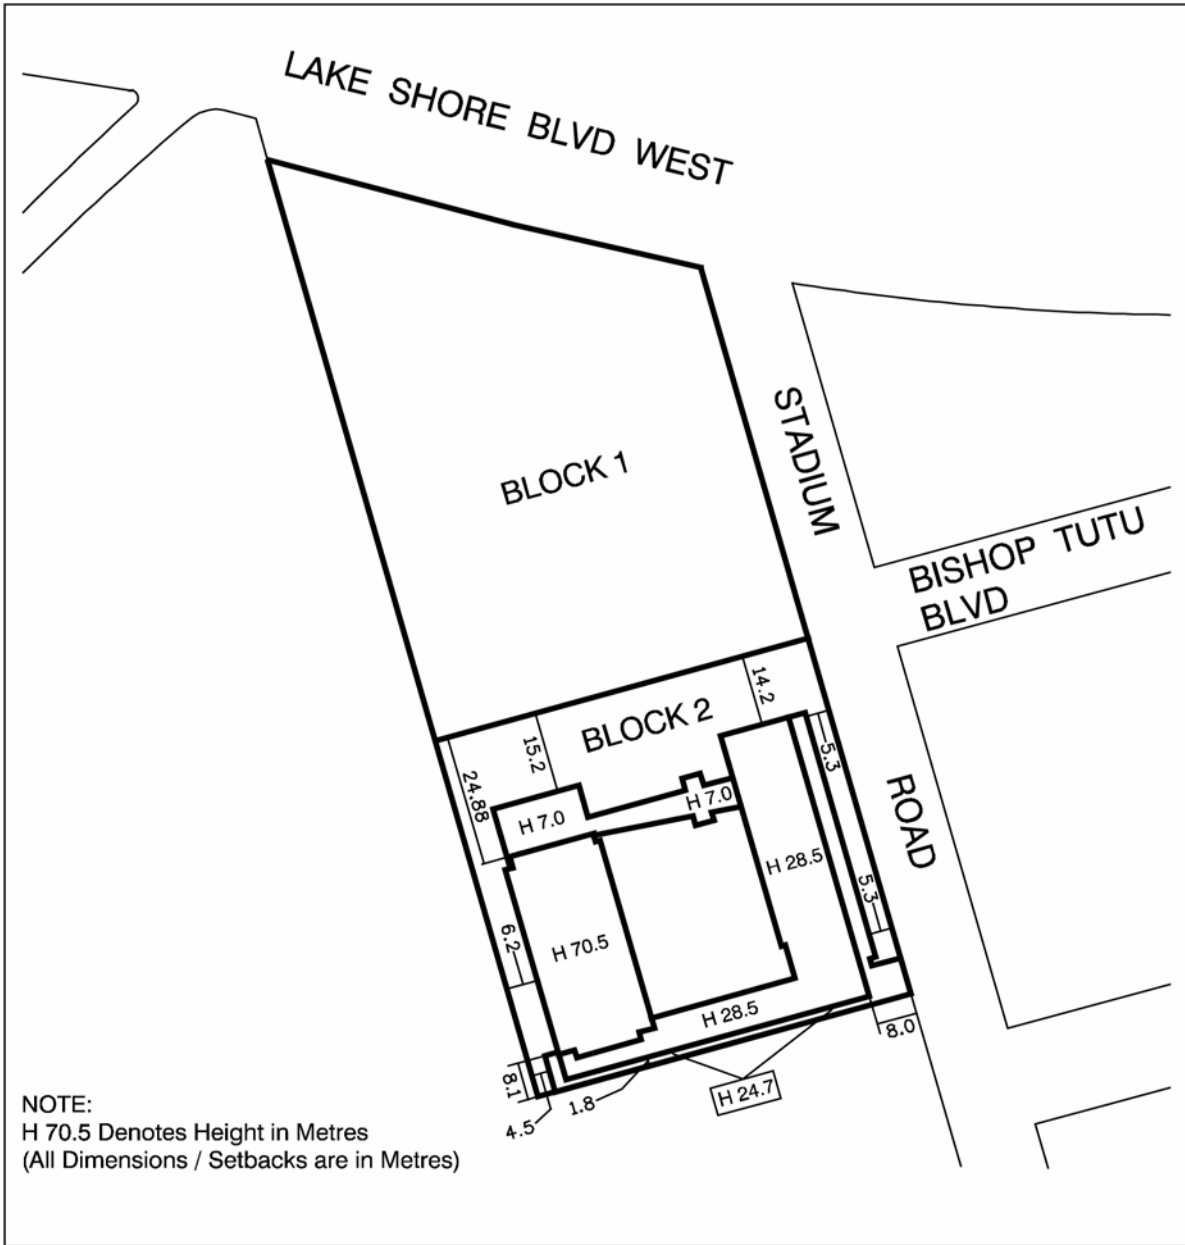 LAKE SHORE BLVD WEST
STADIUM
BLOCK 1
BISHOP TUTU
BLVD
14.2
BLOCK 2
15.2
5.3
24.88
H 7.0
H 7.0
ROAD
H 28.5
5.3
6.2
H 70.5
H 28.5
8.0
8.1
H 24.7
1.8
4.5
NOTE:
H 70.5 Denotes Height in Metres
(All Dimensions / Setbacks are in Metres)